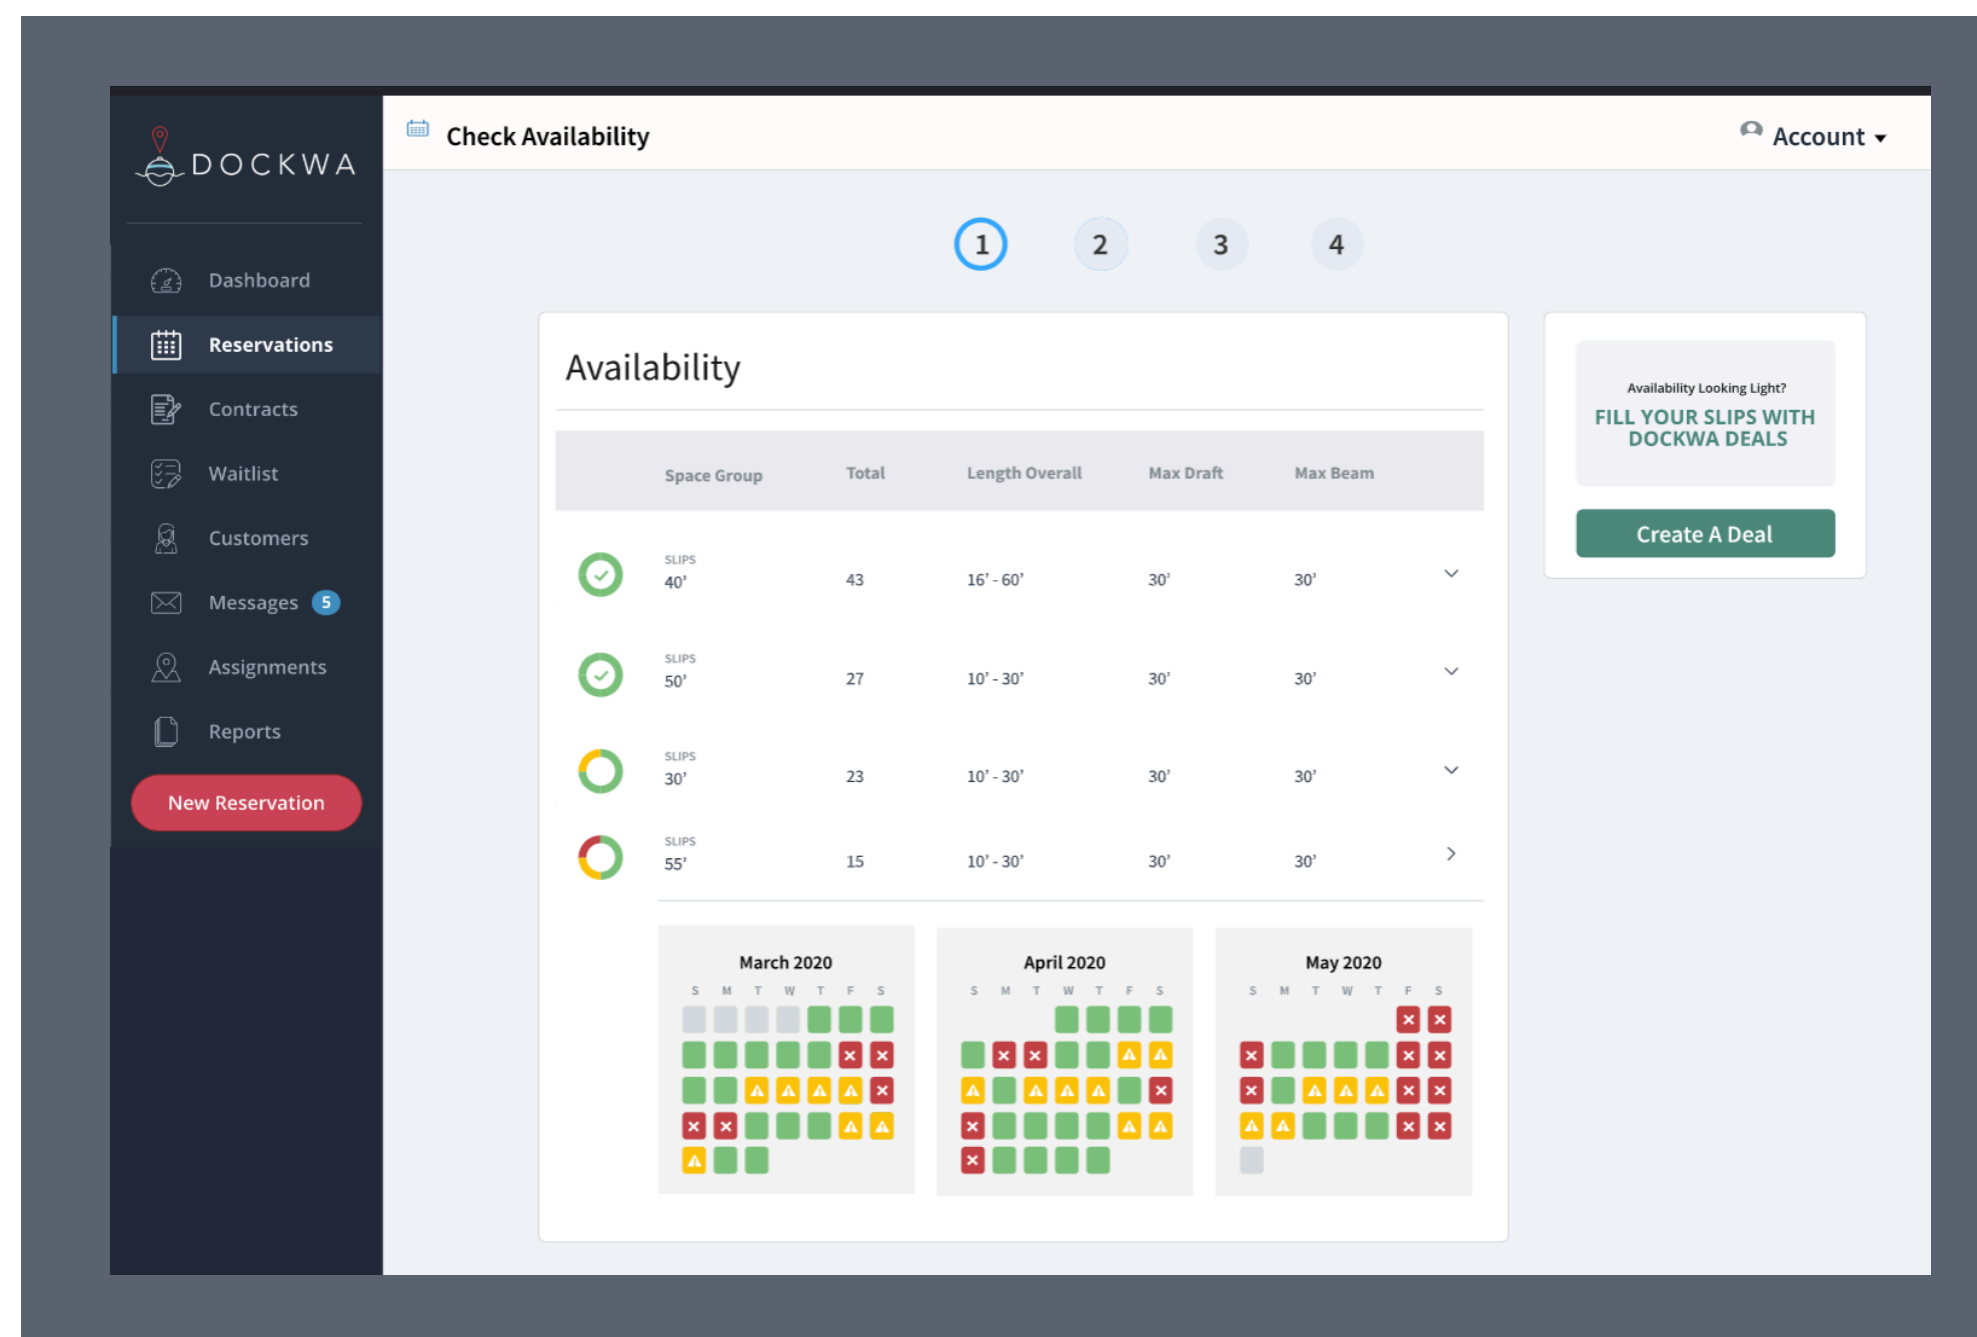 DOCKWA
Check Availability
Account
Dashboard
Reservations
Contracts
Waitlist
Customers
Messages 5
Assignments
Reports
New Reservation
1 2 3 4
Availability
Space Group Total Length Overall Max Draft Max Beam
SLIPS
40’ 43 16’ - 60’ 30’ 30’
SLIPS
50’ 27 10’ - 30’ 30’ 30’
SLIPS
30’ 23 10’ - 30’ 30’ 30’
SLIPS
55’ 15 10’ - 30’ 30’ 30’
March 2020
S M T W T F S
April 2020
S M T W T F S
May 2020
S M T W T F S
Availability Looking Light?
FILL YOUR SLIPS WITH
DOCKWA DEALS
Create A Deal